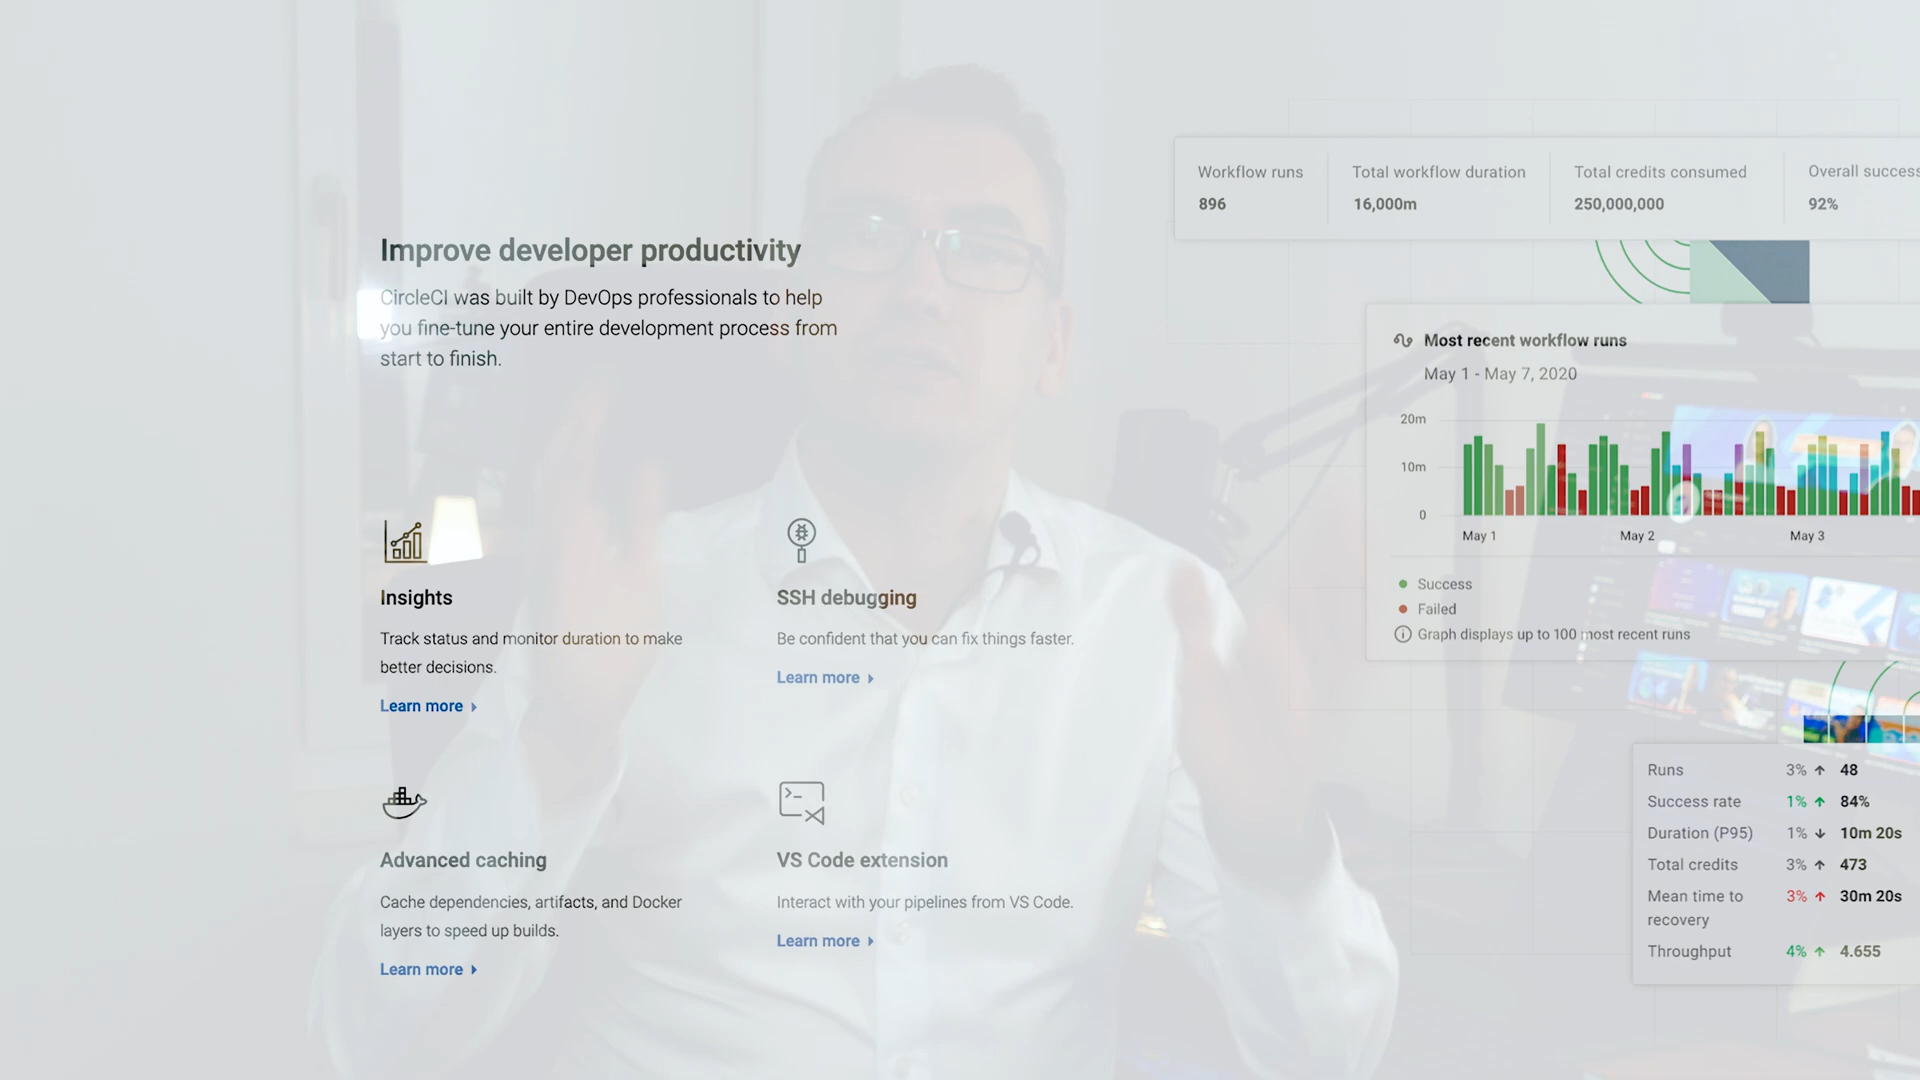 Improve developer productivity
CircleCI was built by DevOps professionals to help
you fine-tune your entire development process from
start to finish.
Insights
Track status and monitor duration to make
better decisions.
Learn more
SSH debugging
Be confident that you can fix things faster.
Learn more
Advanced caching
Cache dependencies, artifacts, and Docker
layers to speed up builds.
Learn more
VS Code extension
Interact with your pipelines from VS Code.
Learn more
Workflow runs
896
Total workflow duration
16,000m
Total credits consumed
250,000,000
Overall success
92%
Most recent workflow runs
May 1 - May 7, 2020
20m
10m
0
May 1
May 2
May 3
Success
Failed
Graph displays up to 100 most recent runs
Runs 3% ↑ 48
Success rate 1% ↑ 84%
Duration (P95) 1% ↓ 10m 20s
Total credits 3% ↑ 473
Mean time to recovery 3% ↑ 30m 20s
Throughput 4% ↑ 4.655